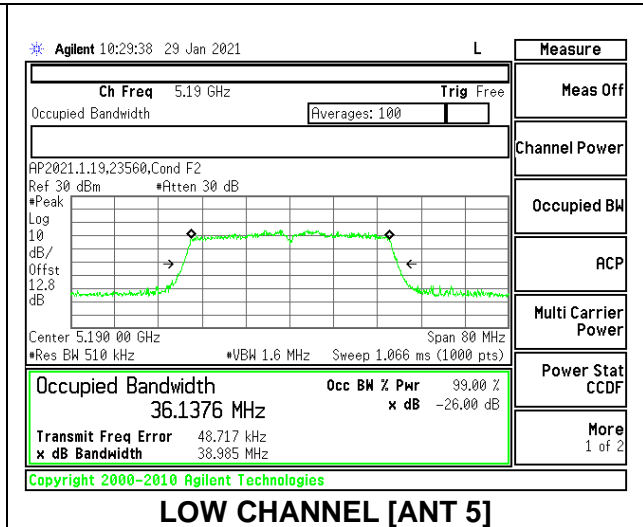 Agilent 10:29:38 29 Jan 2021 L
Measure
Ch Freq 5.19 GHz Trig Free
Meas Off
Occupied Bandwidth Averages: 100
Channel Power
AP2021.1.19,23560,Cond F2
Ref 30 dBm #Atten 30 dB
#Peak
Log
10
dB/
Offst
12.8
dB
Occupied BW
ACP
Multi Carrier
Power
Center 5.190 00 GHz Span 80 MHz
#Res BW 510 kHz #VBW 1.6 MHz Sweep 1.066 ms (1000 pts)
Power Stat
CCDF
Occupied Bandwidth Occ BW % Pwr 99.00 %
36.1376 MHz x dB -26.00 dB
Transmit Freq Error 48.717 kHz
x dB Bandwidth 38.985 MHz
More
1 of 2
Copyright 2000-2010 Agilent Technologies
LOW CHANNEL [ANT 5]